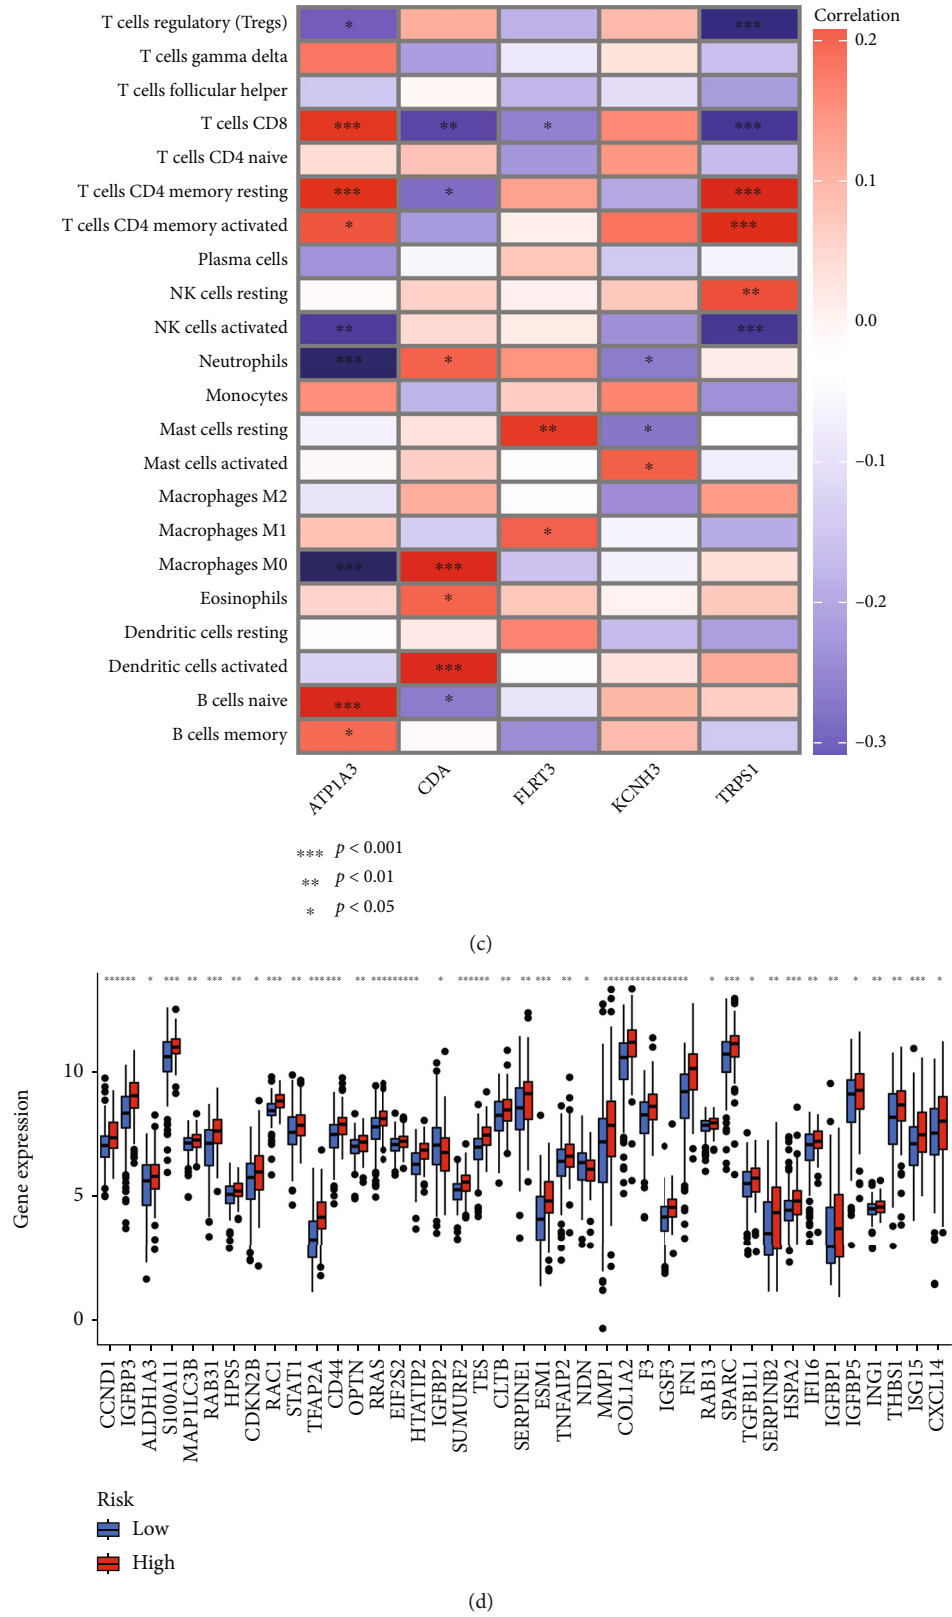 Correlation
T cells regulatory (Tregs) * ***
T cells gamma delta
T cells follicular helper
T cells CD8 *** ** * ***
T cells CD4 naive
T cells CD4 memory resting *** * ***
T cells CD4 memory activated * ***
Plasma cells
NK cells resting **
NK cells activated ** ***
Neutrophils *** * *
Monocytes
Mast cells resting ** *
Mast cells activated *
Macrophages M2
Macrophages M1 *
Macrophages M0 *** ***
Eosinophils *
Dendritic cells resting
Dendritic cells activated ***
B cells naive *** *
B cells memory *
0.2
0.1
0.0
−0.1
−0.2
−0.3
ATP1A3
CDA
FLRT3
KCNH3
TRPS1
*** p < 0.001
** p < 0.01
* p < 0.05
(c)
Gene expression
10
5
0
CCND1
IGFBP3
ALDH1A3
S100A11
MAP1LC3B
RAB31
HPS5
CDKN2B
RAC1
STAT1
TFAP2A
CD44
OPTN
RRAS
EIF2S2
HTATIP2
IGFBP2
SUMURF2
TES
CLTB
SERPINE1
ESM1
TNFAIP2
NDN
MMP1
COL1A2
F3
IGSF3
FN1
RAB13
SPARC
TGFB1L1
SERPINB2
HSPA2
IFI16
IGFBP1
IGFBP5
ING1
THBS1
ISG15
CXCL14
Risk
Low
High
(d)